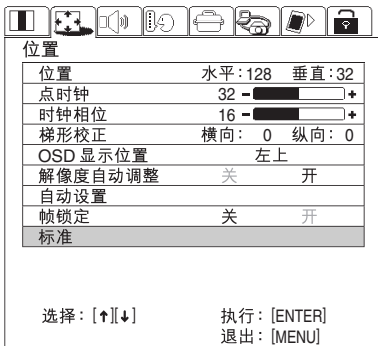 位置
位置 水平:128 垂直:32
点时钟 32 - +
时钟相位 16 - +
梯形校正 横向: 0 纵向: 0
OSD 显示位置 左上
解像度自动调整 关 开
自动设置
帧锁定 关 开
标准
选择: [↑][↓] 执行: [ENTER]
退出: [MENU]